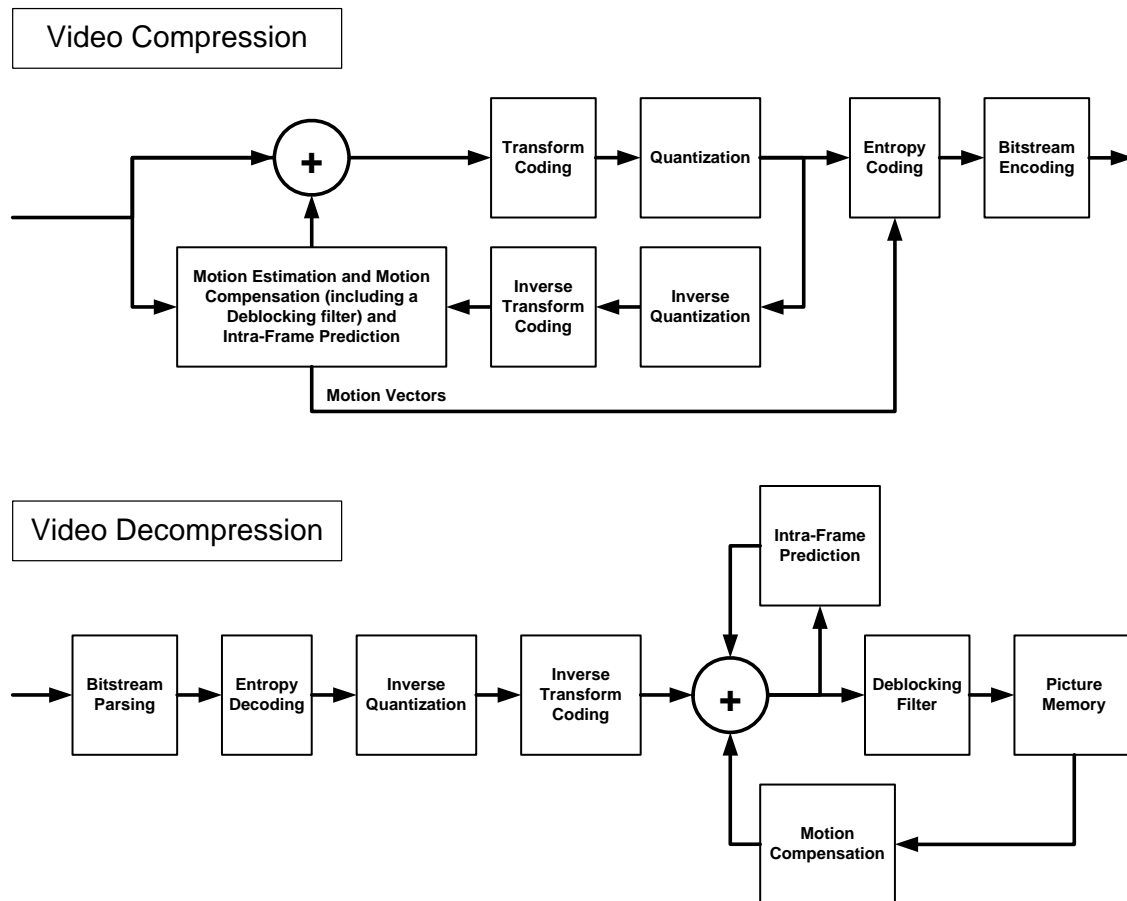 Video Compression
Transform
Coding
Quantization
Entropy
Coding
Bitstream
Encoding
+
Motion Estimation and Motion
Compensation (including a
Deblocking filter) and
Intra-Frame Prediction
Inverse
Transform
Coding
Inverse
Quantization
Motion Vectors
Video Decompression
Intra-Frame
Prediction
Bitstream
Parsing
Entropy
Decoding
Inverse
Quantization
Inverse
Transform
Coding
+
Deblocking
Filter
Picture
Memory
Motion
Compensation